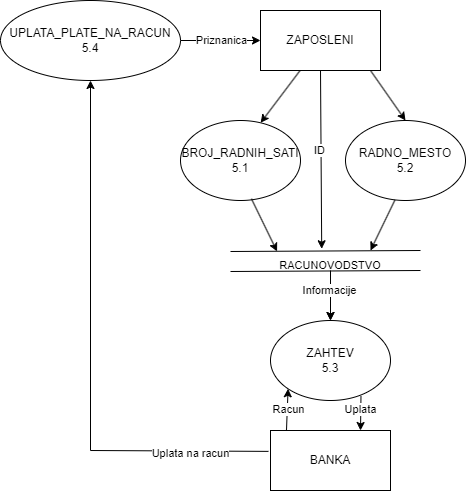 UPLATA_PLATE_NA_RACUN
5.4
Priznanica
ZAPOSLENI
BROJ_RADNIH_SATI
5.1
ID
RADNO_MESTO
5.2
RACUNOVODSTVO
Informacije
ZAHTEV
5.3
Racun
Uplata
Uplata na racun
BANKA